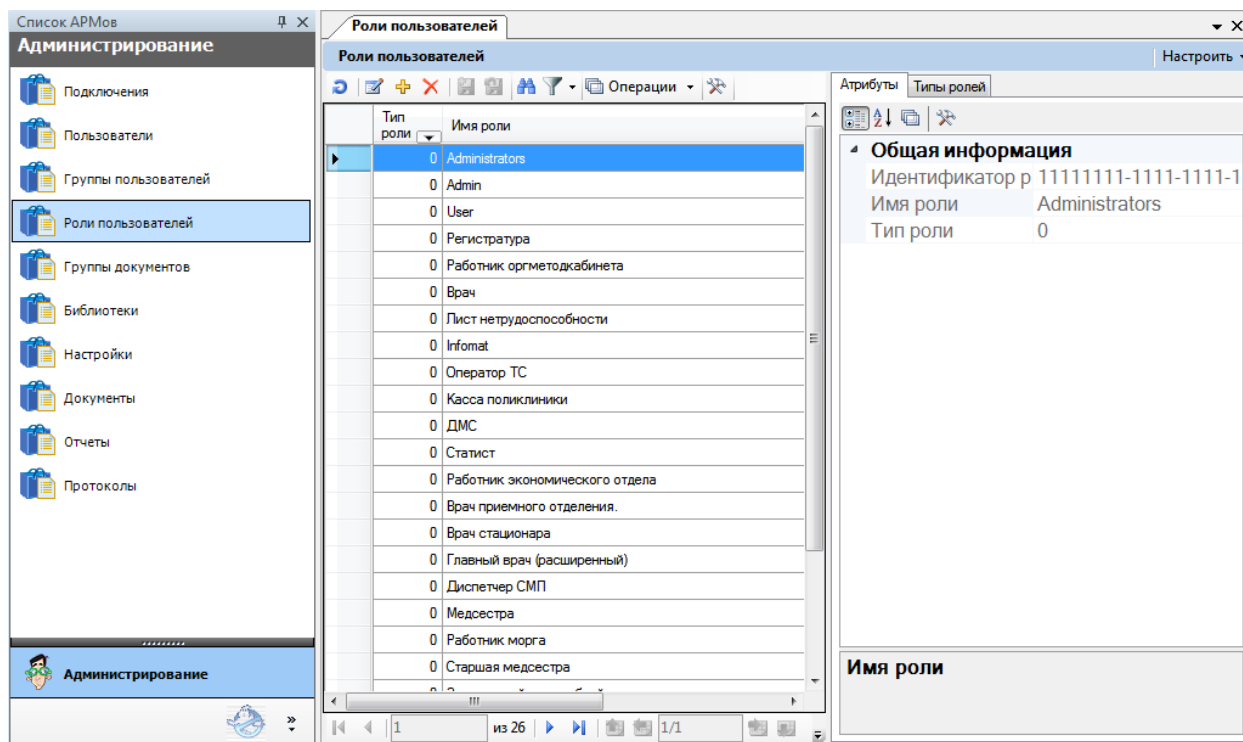 Список АРМов
Администрирование
Подключения
Пользователи
Группы пользователей
Роли пользователей
Группы документов
Библиотеки
Настройки
Документы
Отчеты
Протоколы
Администрирование
Роли пользователей
Роли пользователей
Настроить
Операции
Тип роли
Имя роли
0 Administrators
0 Admin
0 User
0 Регистратура
0 Работник оргметодкабинета
0 Врач
0 Лист нетрудоспособности
0 Infomat
0 Оператор ТС
0 Касса поликлиники
0 ДМС
0 Статист
0 Работник экономического отдела
0 Врач приемного отделения.
0 Врач стационара
0 Главный врач (расширенный)
0 Диспетчер СМП
0 Медсестра
0 Работник морга
0 Старшая медсестра
1 из 26 1/1
Атрибуты Типы ролей
Общая информация
Идентификатор р 11111111-1111-1111-1
Имя роли Administrators
Тип роли 0
Имя роли